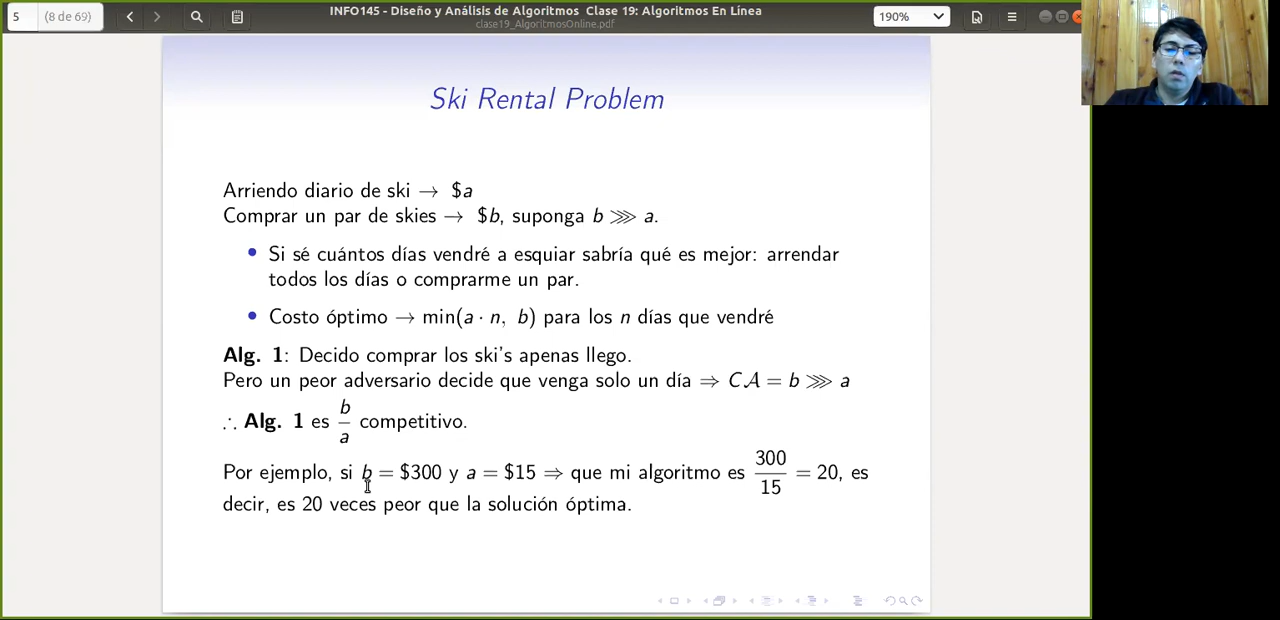 5 (8 de 69) INFO145 - Diseño y Análisis de Algoritmos Clase 19: Algoritmos En Línea 190%
clase19_AlgoritmosOnline.pdf
Ski Rental Problem
Arriendo diario de ski → $a
Comprar un par de skies → $b, suponga b ⋙ a.
• Si sé cuántos días vendré a esquiar sabría qué es mejor: arrendar
todos los días o comprarme un par.
• Costo óptimo → min(a · n, b) para los n días que vendré
Alg. 1: Decido comprar los ski's apenas llego.
Pero un peor adversario decide que venga solo un día ⇒ C𝒜 = b ⋙ a
∴ Alg. 1 es b/a competitivo.
Por ejemplo, si b = $300 y a = $15 ⇒ que mi algoritmo es 300/15 = 20, es
decir, es 20 veces peor que la solución óptima.